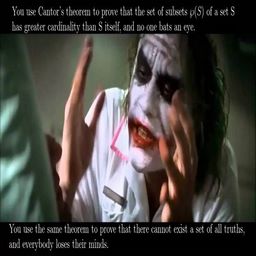 You use Cantor's theorem to prove that the set of subsets ℘(S) of a set S
has greater cardinality than S itself, and no one bats an eye.
You use the same theorem to prove that there cannot exist a set of all truths,
and everybody loses their minds.